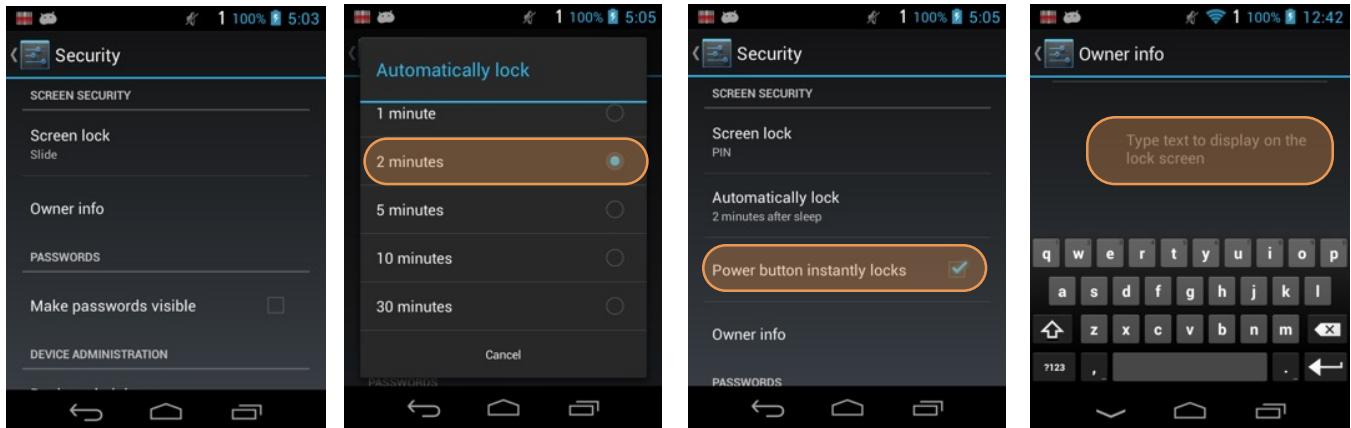 1 100% 5:03
Security
SCREEN SECURITY
Screen lock
Slide
Owner info
PASSWORDS
Make passwords visible
DEVICE ADMINISTRATION
1 100% 5:05
Automatically lock
1 minute
2 minutes
5 minutes
10 minutes
30 minutes
Cancel
PASSWORDS
1 100% 5:05
Security
SCREEN SECURITY
Screen lock
PIN
Automatically lock
2 minutes after sleep
Power button instantly locks
Owner info
PASSWORDS
1 100% 12:42
Owner info
Type text to display on the
lock screen
q w e r t y u i o p
a s d f g h j k l
z x c v b n m
?123 , .